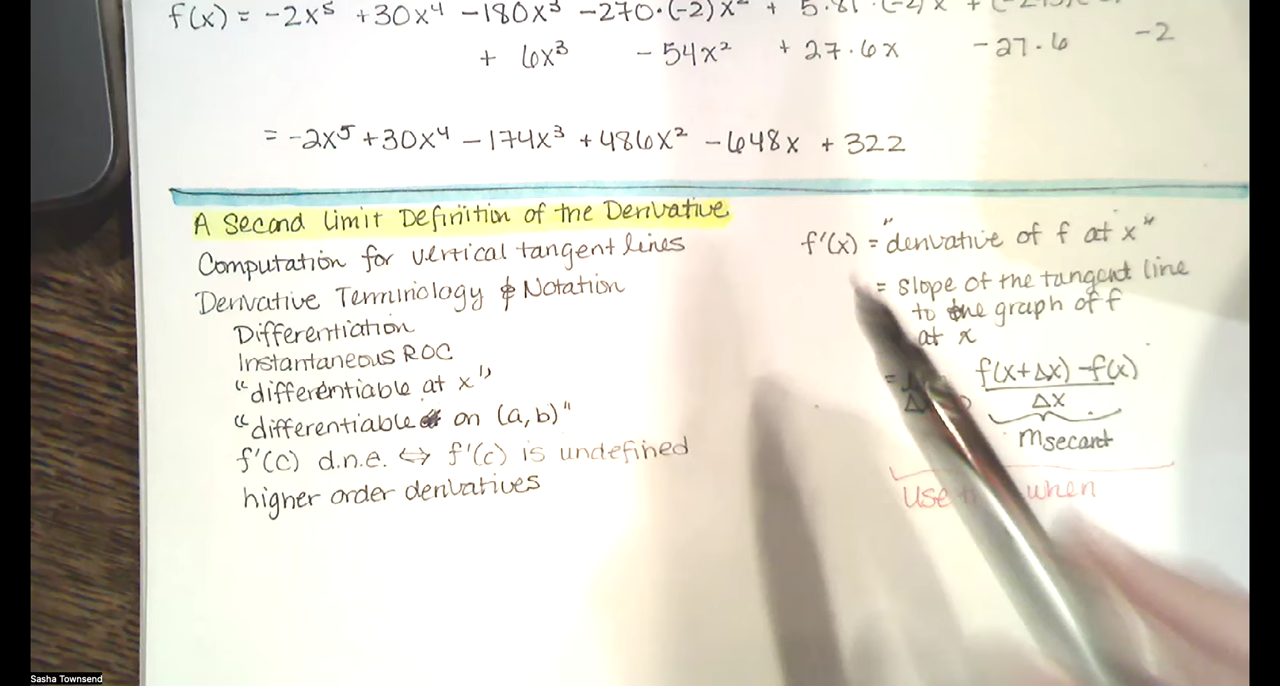 f(x) = -2x⁵ +30x⁴ -180x³ -270·(-2)x² + 5·81·(-2)x
+ 6x³ - 54x² + 27·6x -27·6 -2
= -2x⁵ +30x⁴ -174x³ +486x² -648x +322
A Second Limit Definition of the Derivative
Computation for vertical tangent lines
Derivative Terminology & Notation
Differentiation
Instantaneous ROC
"differentiable at x"
"differentiable on (a,b)"
f'(c) d.n.e. ⟷ f'(c) is undefined
higher order derivatives
f'(x) = "derivative of f at x"
= slope of the tangent line
to the graph of f
at x
= f(x+Δx) -f(x)
Δx
msecant
use when
Sasha Townsend